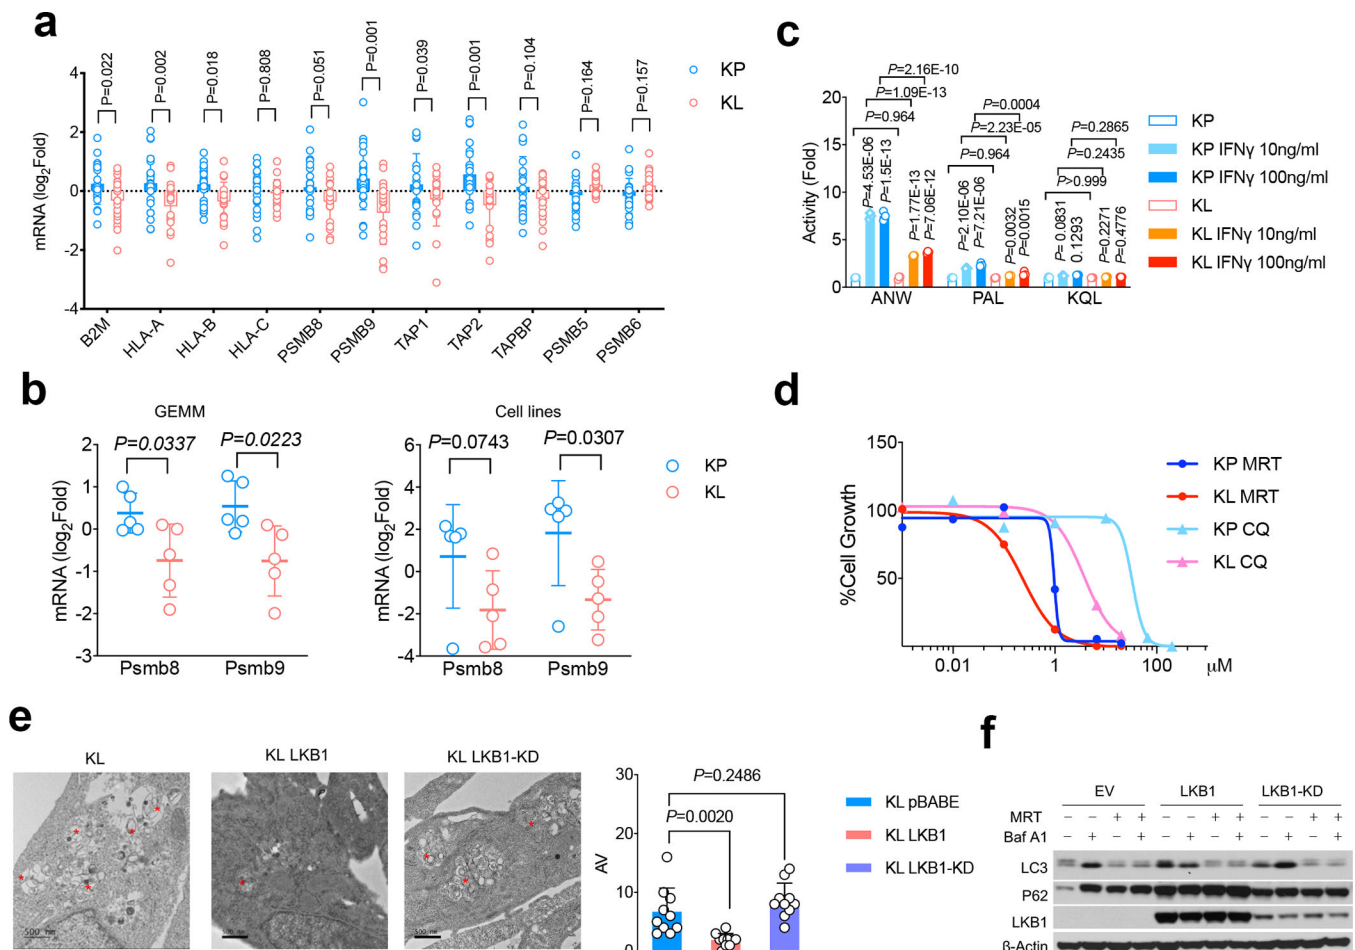 a
P=0.022
P=0.002
P=0.018
P=0.808
P=0.051
P=0.001
P=0.039
P=0.001
P=0.104
P=0.164
P=0.157
KP
KL
mRNA (log2Fold)
4
2
0
-2
-4
B2M
HLA-A
HLA-B
HLA-C
PSMB8
PSMB9
TAP1
TAP2
TAPBP
PSMB5
PSMB6
c
P=2.16E-10
P=1.09E-13
P=0.964
P=4.53E-06
P=1.5E-13
P=1.77E-13
P=7.06E-12
P=0.0004
P=2.23E-05
P=0.964
P=2.10E-06
P=7.21E-06
P=0.0032
P=0.0015
P=0.2865
P=0.2435
P>0.999
P= 0.0831
0.1293
P=0.2271
P=0.4776
Activity (Fold)
20
15
10
5
0
ANW
PAL
KQL
KP
KP IFNγ 10ng/ml
KP IFNγ 100ng/ml
KL
KL IFNγ 10ng/ml
KL IFNγ 100ng/ml
b
GEMM
P=0.0337
P=0.0223
mRNA (log2Fold)
2
1
0
-1
-2
-3
Psmb8
Psmb9
Cell lines
P=0.0743
P=0.0307
mRNA (log2Fold)
6
4
2
0
-2
-4
Psmb8
Psmb9
KP
KL
d
%Cell Growth
150
100
50
0.01
1
100
μM
KP MRT
KL MRT
KP CQ
KL CQ
e
KL
KL LKB1
KL LKB1-KD
500 nm
500 nm
500 nm
AV
30
20
10
0
P=0.2486
P=0.0020
KL pBABE
KL LKB1
KL LKB1-KD
f
EV LKB1 LKB1-KD
MRT − − + + − − + + − − + +
Baf A1 − + − + − + − + − + − +
LC3
P62
LKB1
ß-Actin